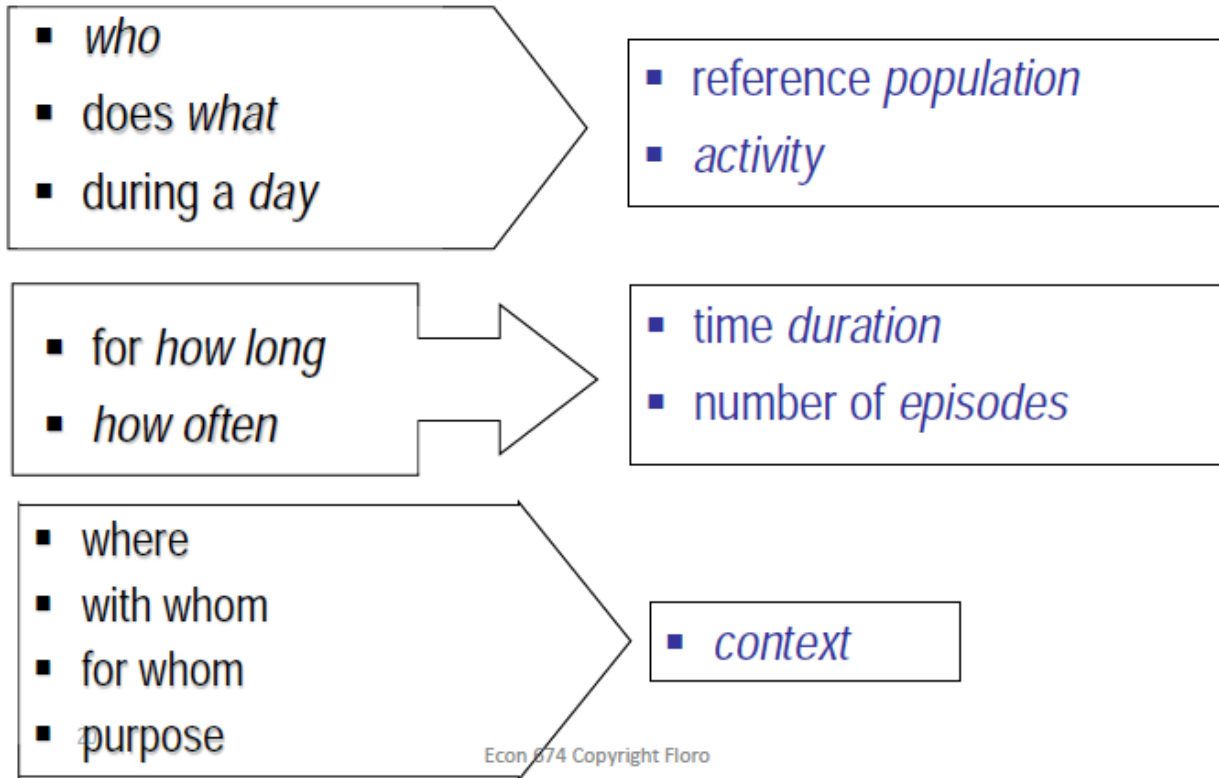 ▪ who
▪ does what
▪ during a day
▪ reference population
▪ activity
▪ for how long
▪ how often
▪ time duration
▪ number of episodes
▪ where
▪ with whom
▪ for whom
▪ purpose
▪ context
Econ 674 Copyright Floro